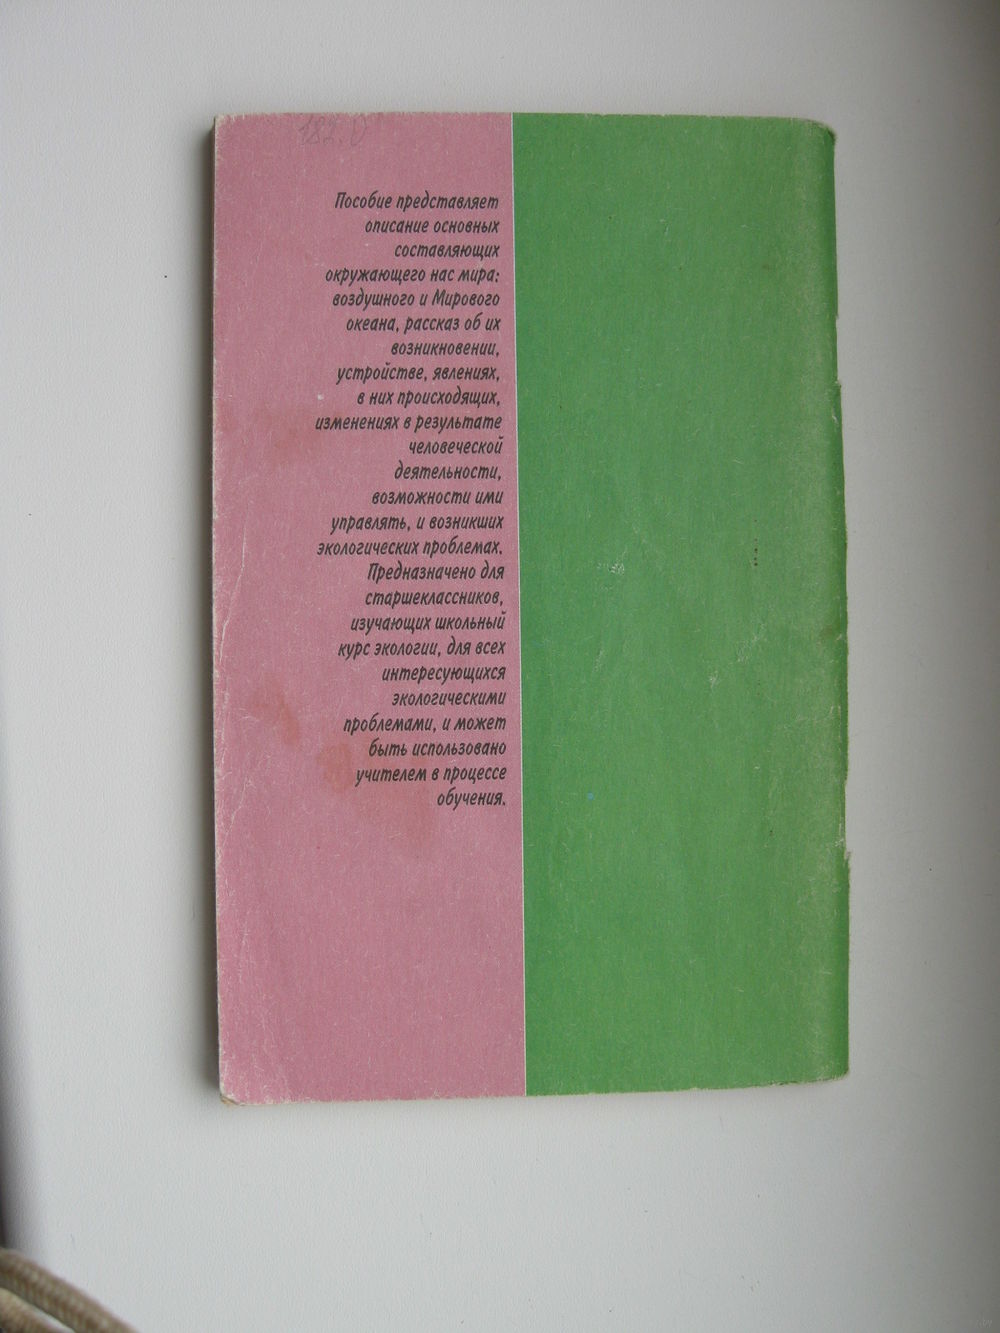 Пособие представляет
описание основных
составляющих
окружающего нас мира:
воздушного и Мирового
океана, рассказ об их
возникновении,
устройстве, явлениях,
в них происходящих,
изменениях в результате
человеческой
деятельности,
возможности ими
управлять, и возникших
экологических проблемах.
Предназначено для
старшеклассников,
изучающих школьный
курс экологии, для всех
интересующихся
экологическими
проблемами, и может
быть использовано
учителем в процессе
обучения.